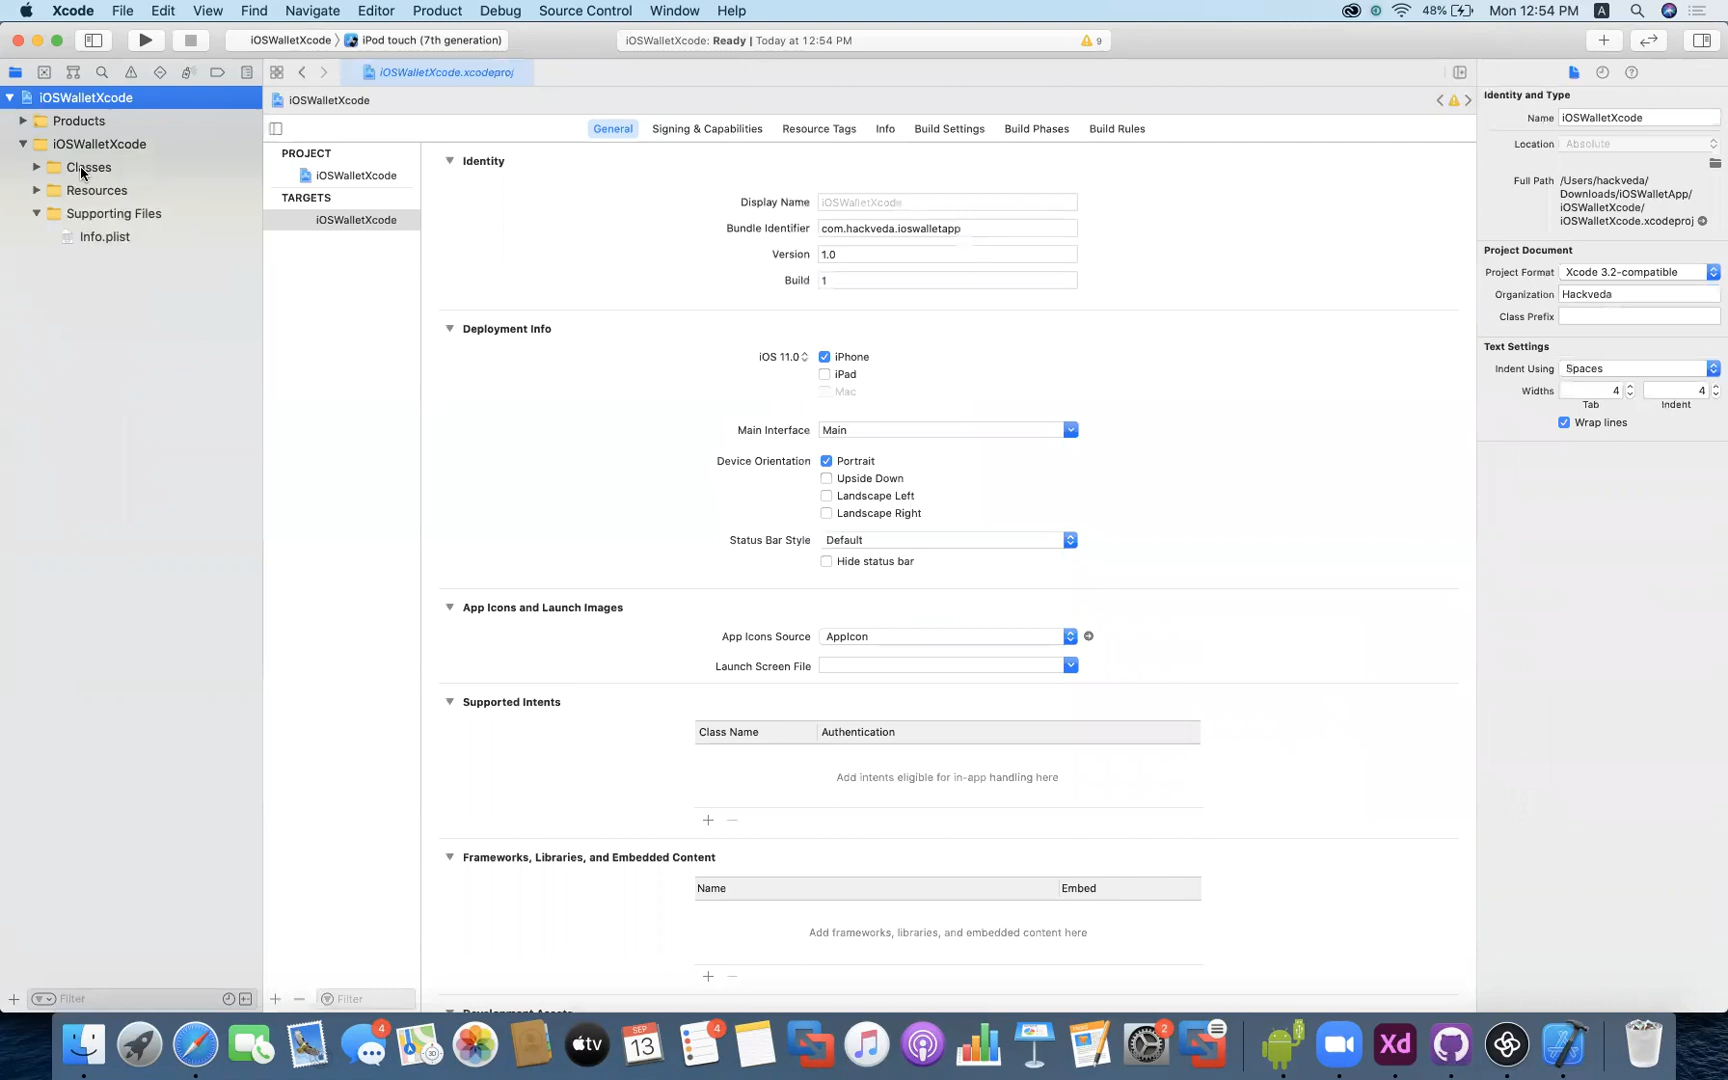 Xcode File Edit View Find Navigate Editor Product Debug Source Control Window Help 48% Mon 12:54 PM A
iOSWalletXcode iPod touch (7th generation) iOSWalletXcode: Ready | Today at 12:54 PM 9
iOSWalletXcode.xcodeproj
iOSWalletXcode
Products
iOSWalletXcode
Classes
Resources
Supporting Files
Info.plist
Filter
iOSWalletXcode
General Signing & Capabilities Resource Tags Info Build Settings Build Phases Build Rules
PROJECT
iOSWalletXcode
TARGETS
iOSWalletXcode
Filter
Identity
Display Name iOSWalletXcode
Bundle Identifier com.hackveda.ioswalletapp
Version 1.0
Build 1
Deployment Info
iOS 11.0 iPhone
iPad
Mac
Main Interface Main
Device Orientation Portrait
Upside Down
Landscape Left
Landscape Right
Status Bar Style Default
Hide status bar
App Icons and Launch Images
App Icons Source AppIcon
Launch Screen File
Supported Intents
Class Name Authentication
Add intents eligible for in-app handling here
Frameworks, Libraries, and Embedded Content
Name Embed
Add frameworks, libraries, and embedded content here
Identity and Type
Name iOSWalletXcode
Location Absolute
Full Path /Users/hackveda/
Downloads/iOSWalletApp/
iOSWalletXcode/
iOSWalletXcode.xcodeproj
Project Document
Project Format Xcode 3.2-compatible
Organization Hackveda
Class Prefix
Text Settings
Indent Using Spaces
Widths 4 4
Tab Indent
Wrap lines
4 30 tv SEP 13 4 2 Xd